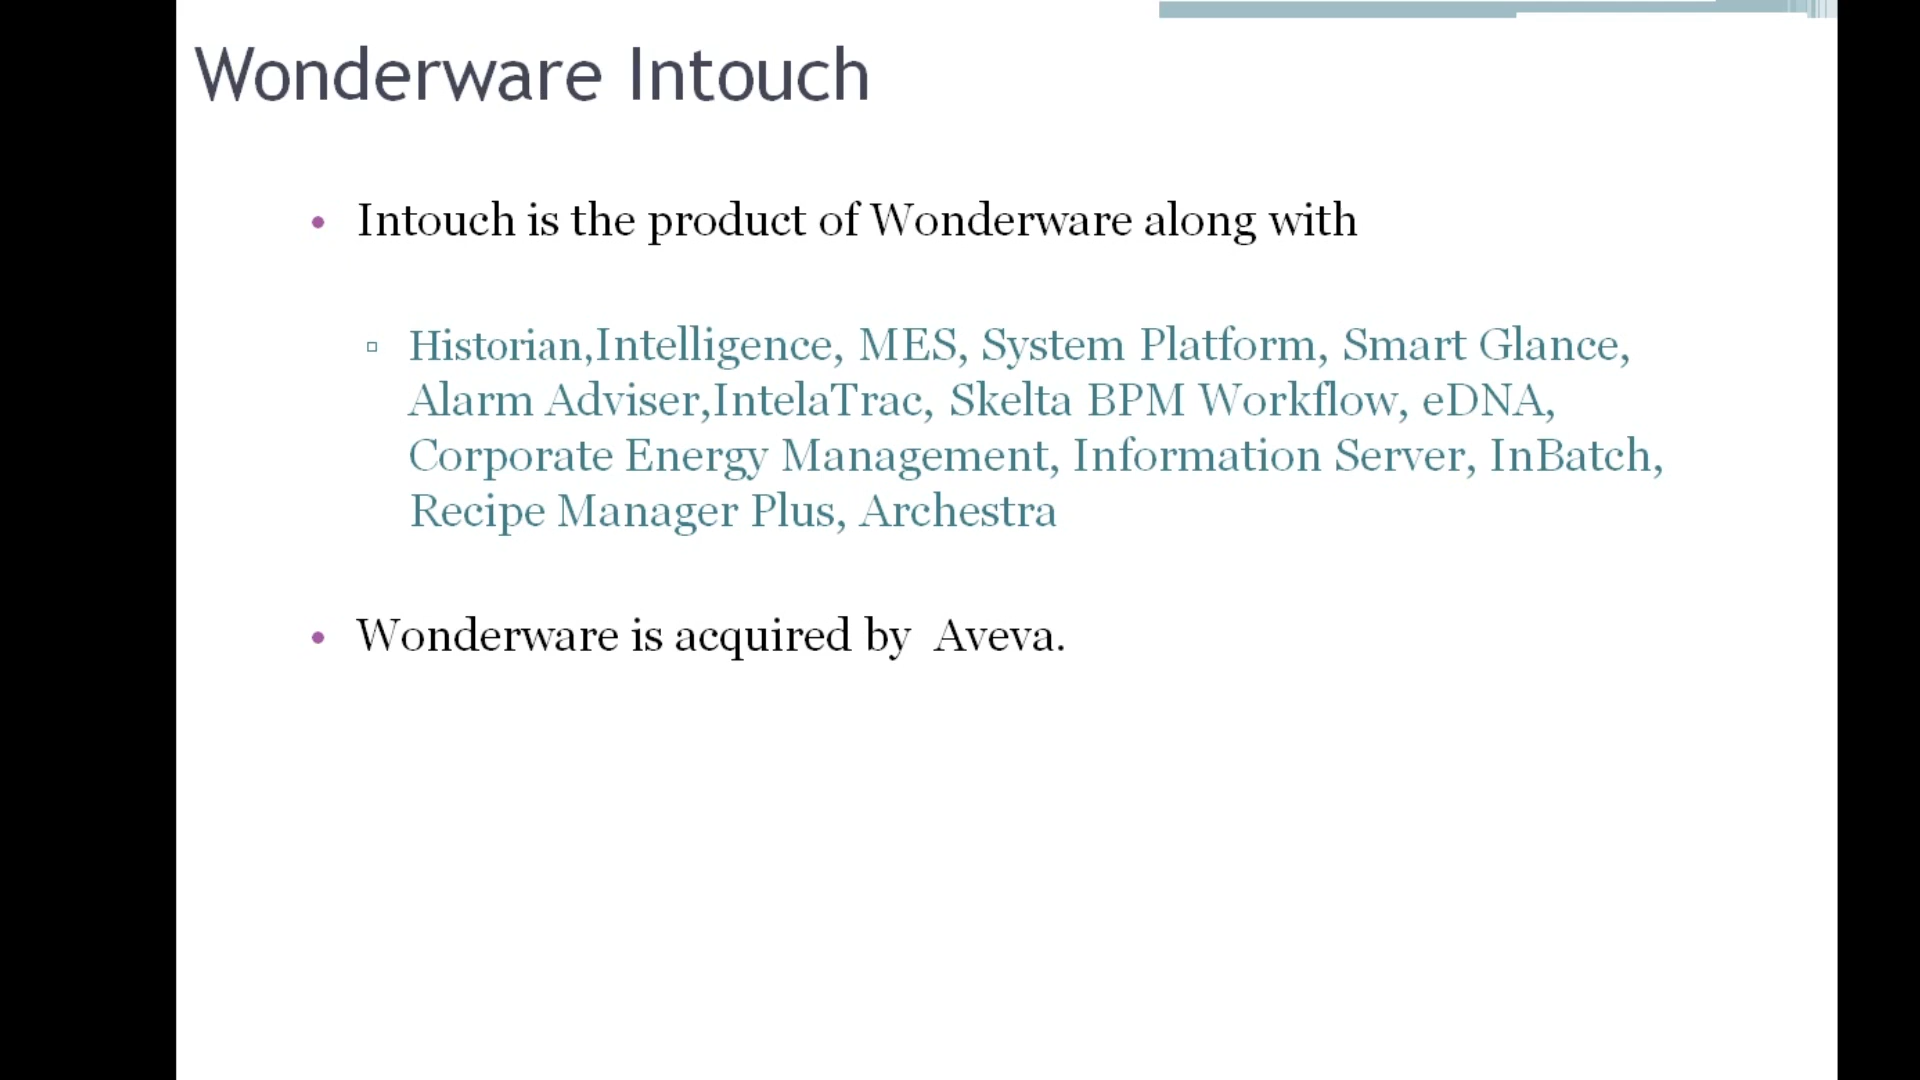 Wonderware Intouch
• Intouch is the product of Wonderware along with
▫ Historian,Intelligence, MES, System Platform, Smart Glance,
Alarm Adviser,IntelaTrac, Skelta BPM Workflow, eDNA,
Corporate Energy Management, Information Server, InBatch,
Recipe Manager Plus, Archestra
• Wonderware is acquired by  Aveva.